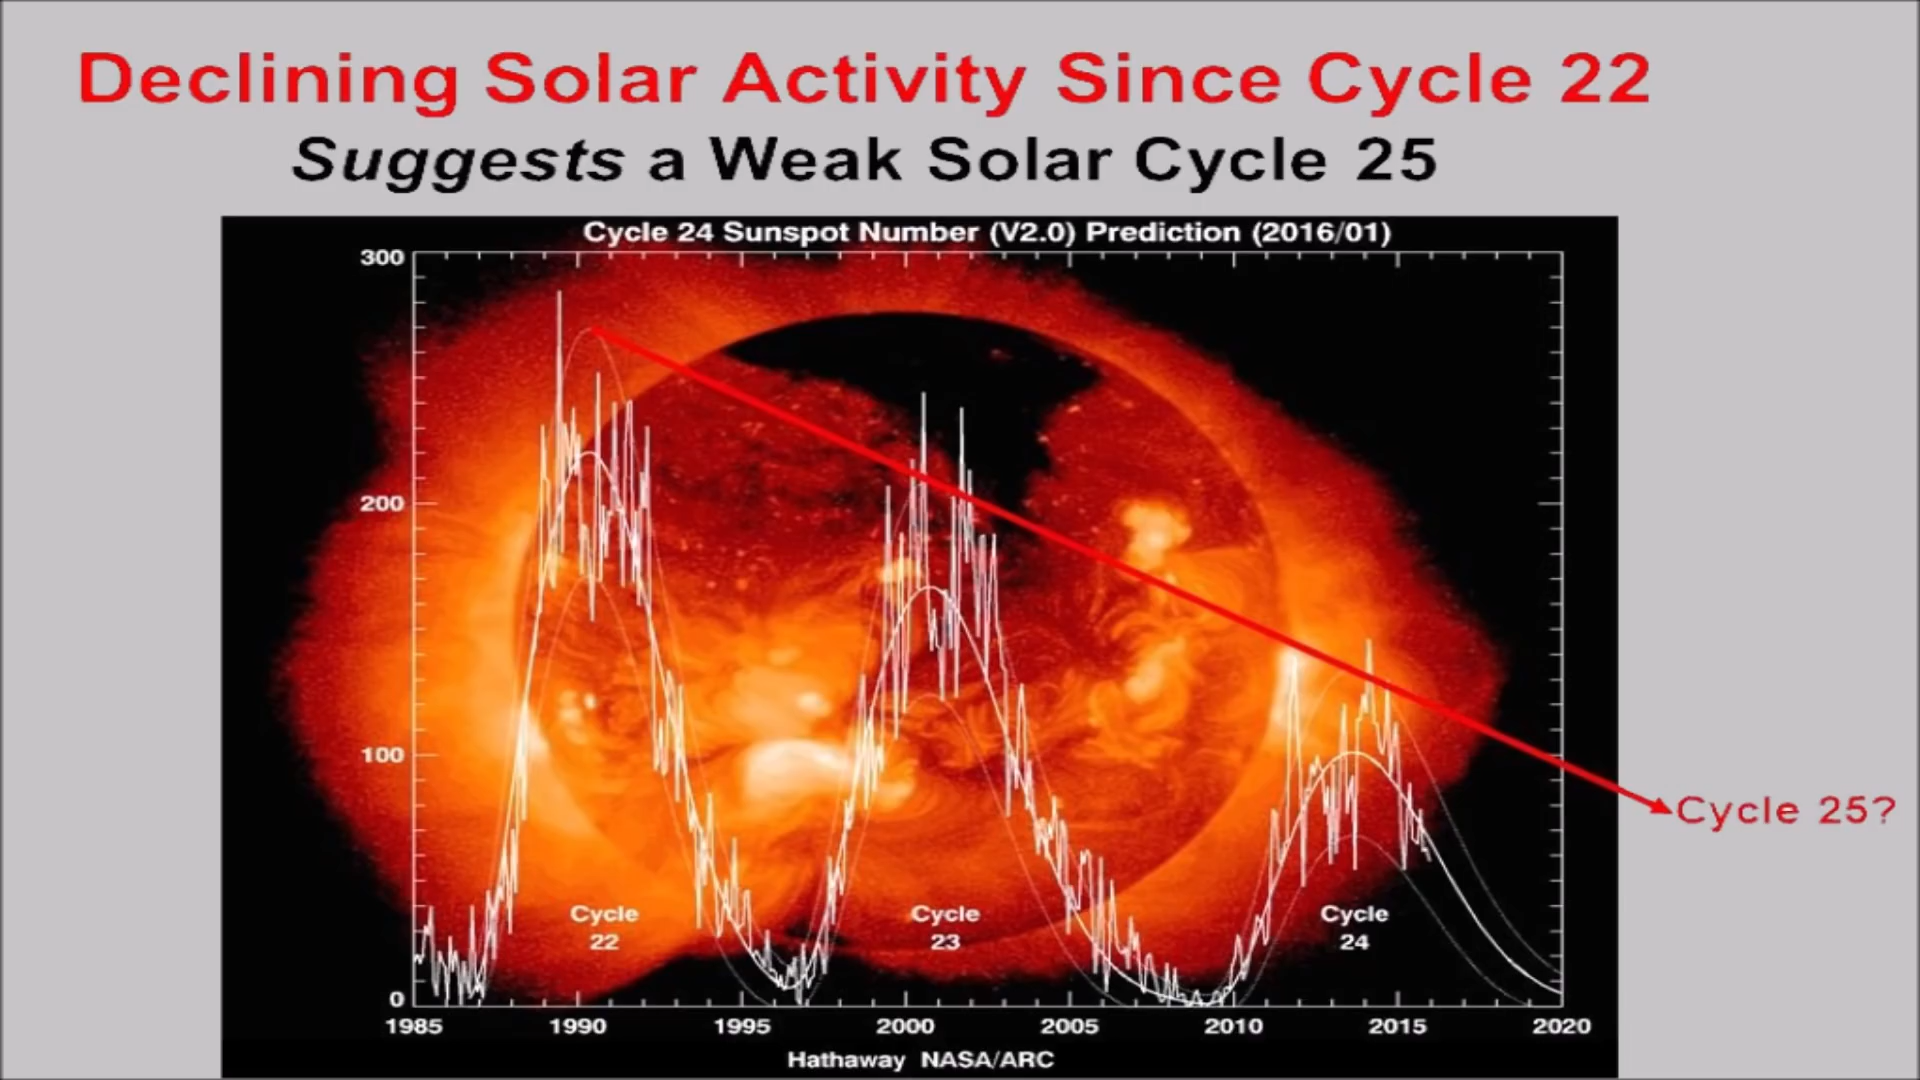 Declining Solar Activity Since Cycle 22
Suggests a Weak Solar Cycle 25
Cycle 24 Sunspot Number (V2.0) Prediction (2016/01)
300
200
100
0
Cycle 25?
Cycle
22
Cycle
23
Cycle
24
1985 1990 1995 2000 2005 2010 2015 2020
Hathaway NASA/ARC